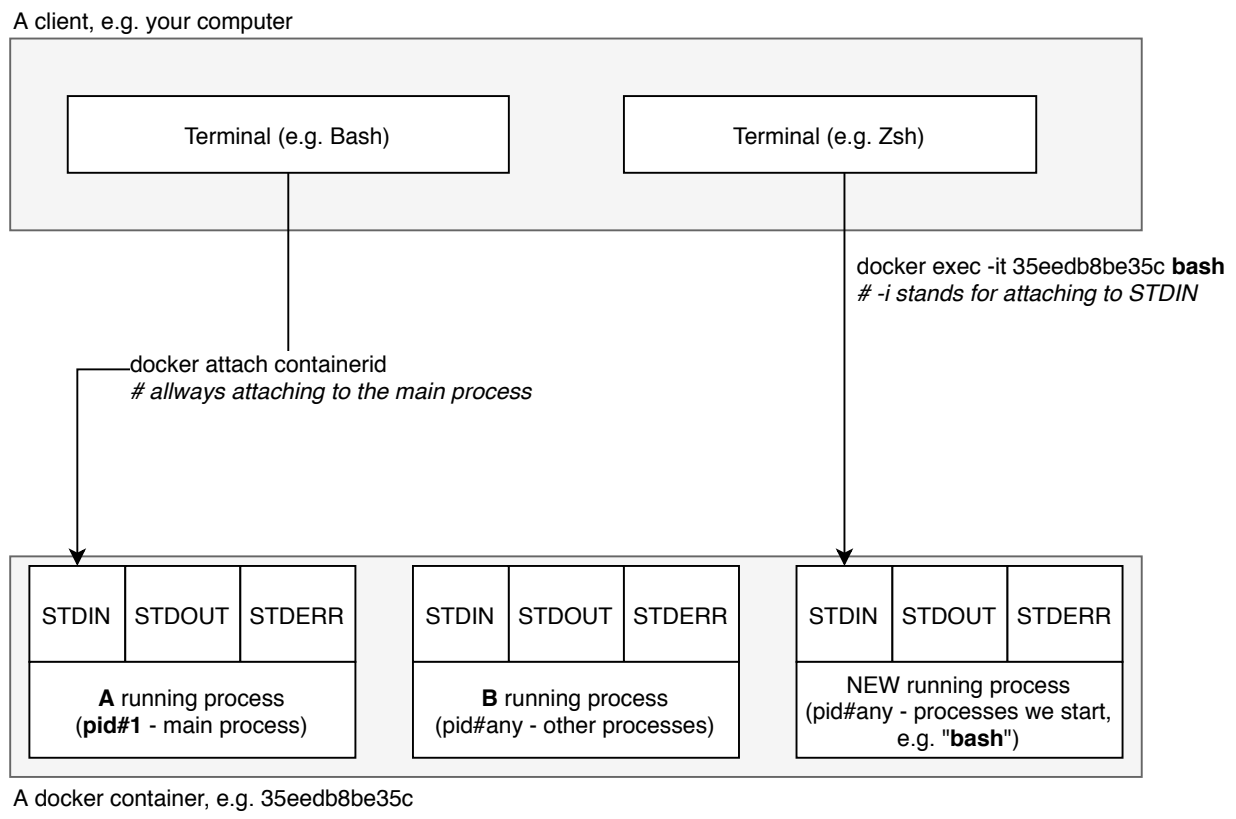 A client, e.g. your computer
Terminal (e.g. Bash)
Terminal (e.g. Zsh)
docker exec -it 35eedb8be35c bash
# -i stands for attaching to STDIN
docker attach containerid
# allways attaching to the main process
STDIN STDOUT STDERR
A running process
(pid#1 - main process)
STDIN STDOUT STDERR
B running process
(pid#any - other processes)
STDIN STDOUT STDERR
NEW running process
(pid#any - processes we start,
e.g. "bash")
A docker container, e.g. 35eedb8be35c